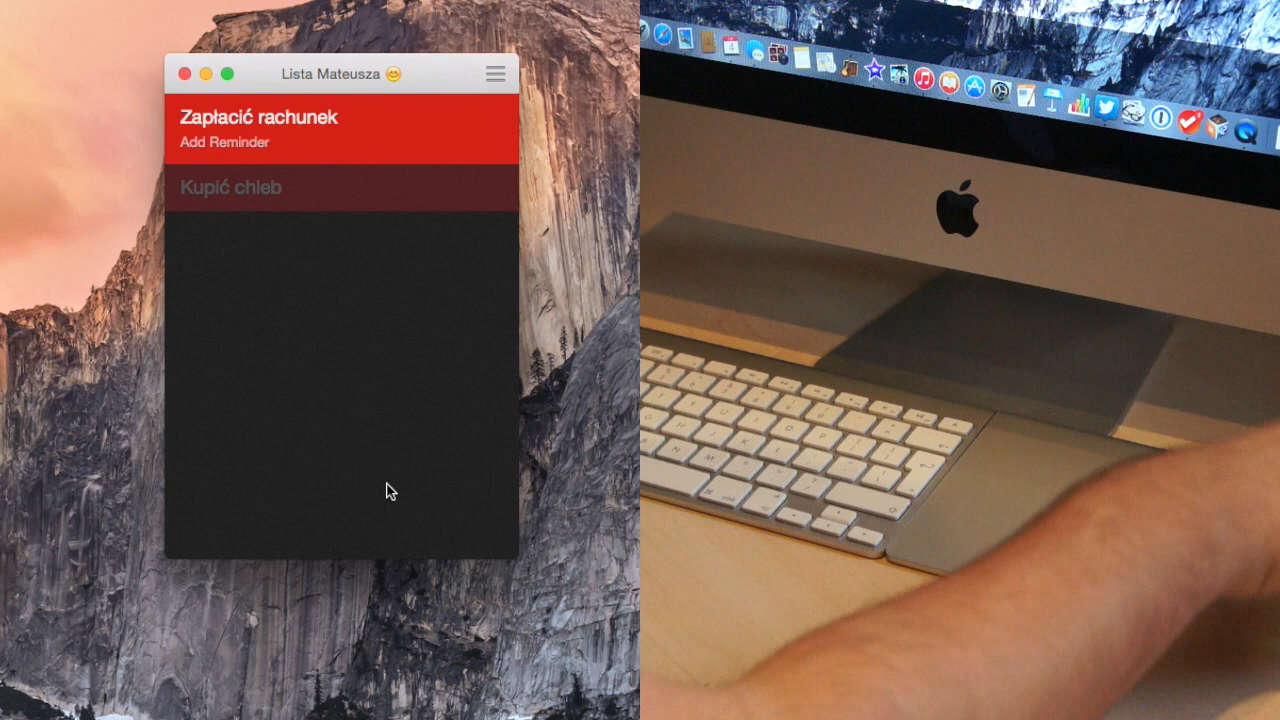 Lista Mateusza 😊
Zapłacić rachunek
Add Reminder
Kupić chleb